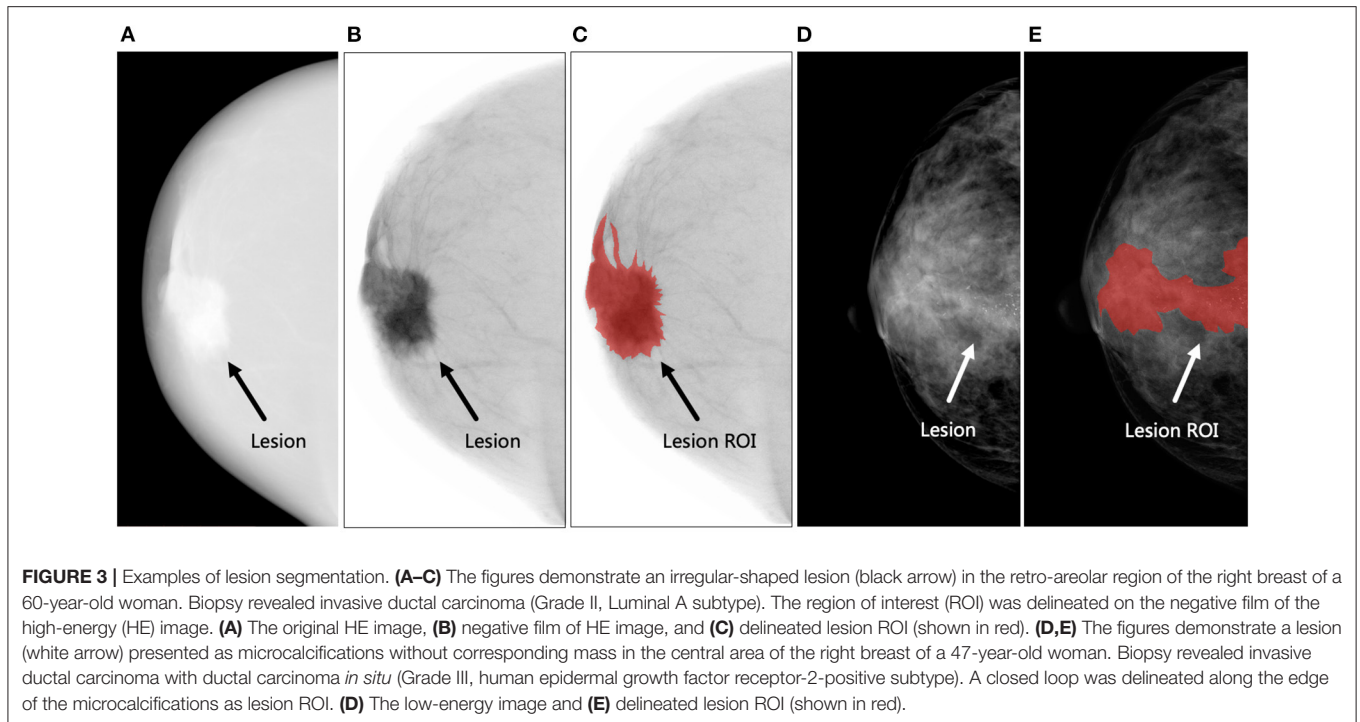 A
B
C
D
E
Lesion
Lesion
Lesion ROI
Lesion
Lesion ROI
FIGURE 3 | Examples of lesion segmentation. (A–C) The figures demonstrate an irregular-shaped lesion (black arrow) in the retro-areolar region of the right breast of a
60-year-old woman. Biopsy revealed invasive ductal carcinoma (Grade II, Luminal A subtype). The region of interest (ROI) was delineated on the negative film of the
high-energy (HE) image. (A) The original HE image, (B) negative film of HE image, and (C) delineated lesion ROI (shown in red). (D,E) The figures demonstrate a lesion
(white arrow) presented as microcalcifications without corresponding mass in the central area of the right breast of a 47-year-old woman. Biopsy revealed invasive
ductal carcinoma with ductal carcinoma in situ (Grade III, human epidermal growth factor receptor-2-positive subtype). A closed loop was delineated along the edge
of the microcalcifications as lesion ROI. (D) The low-energy image and (E) delineated lesion ROI (shown in red).